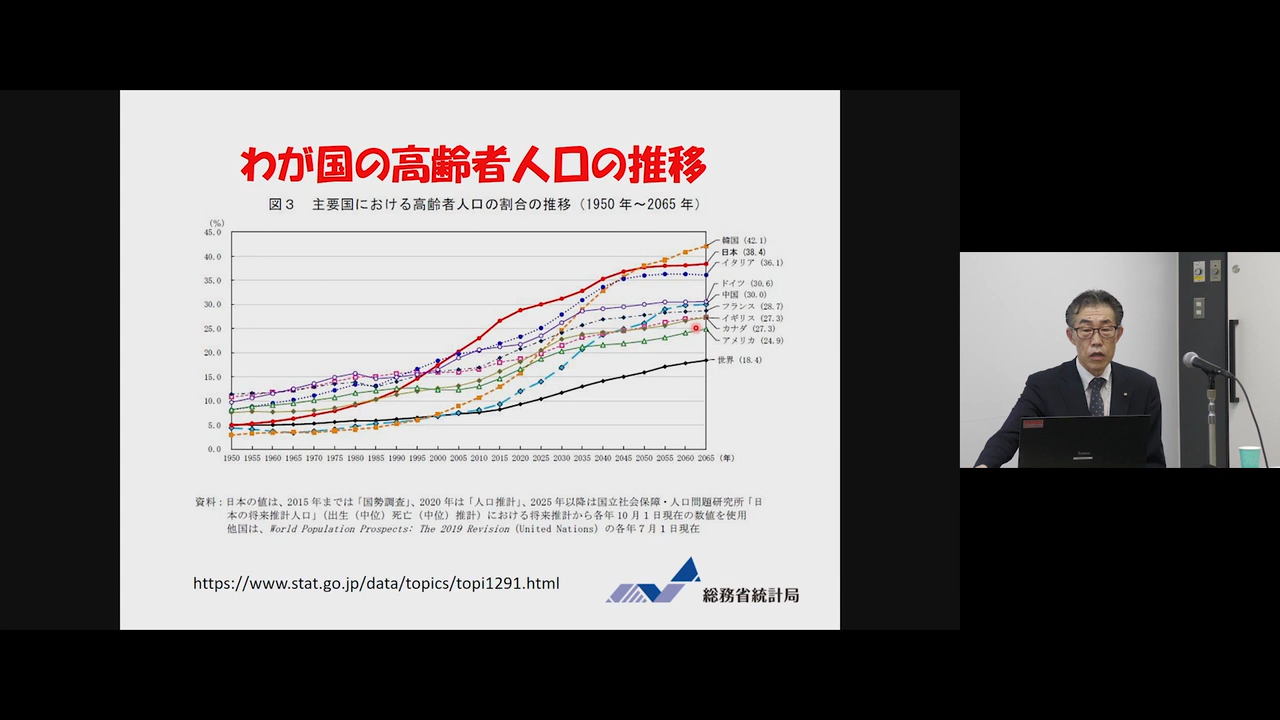 わが国の高齢者人口の推移
図3 主要国における高齢者人口の割合の推移（1950年～2065年）
(%)
45.0
40.0
35.0
30.0
25.0
20.0
15.0
10.0
5.0
0.0
1950 1955 1960 1965 1970 1975 1980 1985 1990 1995 2000 2005 2010 2015 2020 2025 2030 2035 2040 2045 2050 2055 2060 2065 (年)
韓国 (42.1)
日本 (38.4)
イタリア (36.1)
ドイツ (30.6)
中国 (30.0)
フランス (28.7)
イギリス (27.3)
カナダ (27.3)
アメリカ (24.9)
世界 (18.4)
資料：日本の値は、2015年までは「国勢調査」、2020年は「人口推計」、2025年以降は国立社会保障・人口問題研究所「日
本の将来推計人口」（出生（中位）死亡（中位）推計）における将来推計から各年10月1日現在の数値を使用
他国は、World Population Prospects: The 2019 Revision (United Nations) の各年7月1日現在
https://www.stat.go.jp/data/topics/topi1291.html
総務省統計局